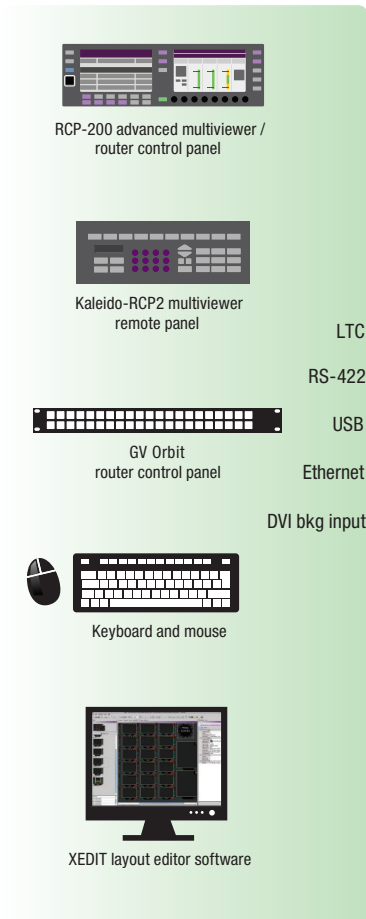 RCP-200 advanced multiviewer /
router control panel
Kaleido-RCP2 multiviewer
remote panel
LTC
RS-422
USB
GV Orbit
router control panel
Ethernet
DVI bkg input
Keyboard and mouse
XEDIT layout editor software